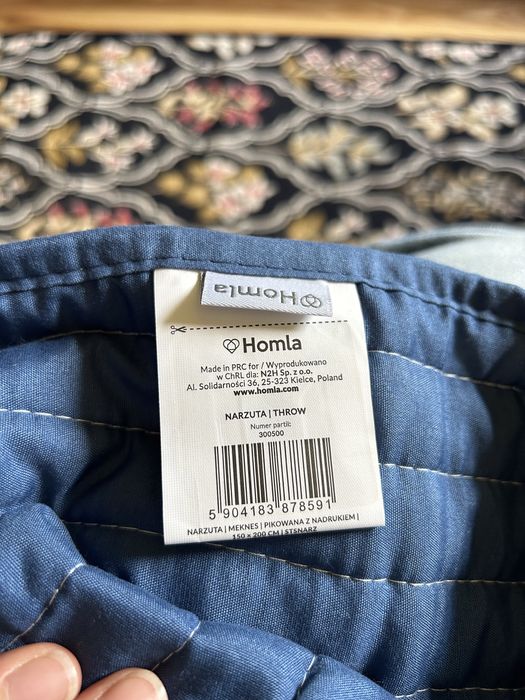 Homla
Homla
Made in PRC for / Wyprodukowano
w ChRL dla: N2H Sp. z o.o.
Al. Solidarności 36, 25-323 Kielce, Poland
www.homla.com
NARZUTA | THROW
Numer partii:
300500
5 904183 878591
NARZUTA | MEKNES | PIKOWANA Z NADRUKIEM |
150 x 200 CM | STSNARZ